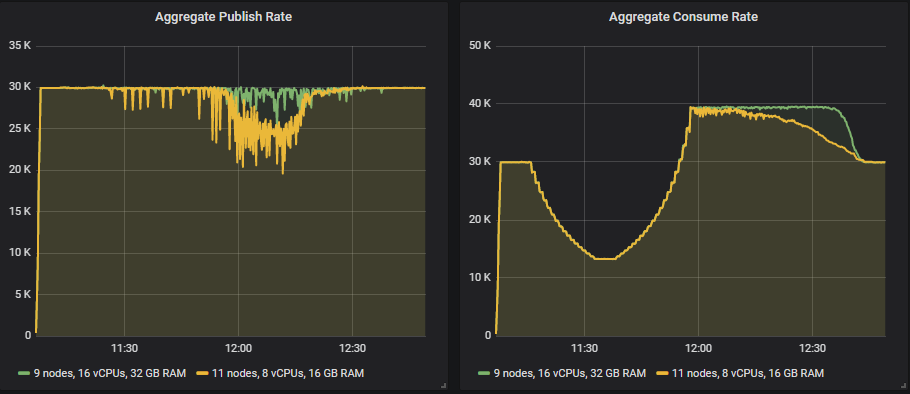 Aggregate Publish Rate
35 K
30 K
25 K
20 K
15 K
10 K
5 K
0
11:30 12:00 12:30
9 nodes, 16 vCPUs, 32 GB RAM 11 nodes, 8 vCPUs, 16 GB RAM
Aggregate Consume Rate
50 K
40 K
30 K
20 K
10 K
0
11:30 12:00 12:30
9 nodes, 16 vCPUs, 32 GB RAM 11 nodes, 8 vCPUs, 16 GB RAM